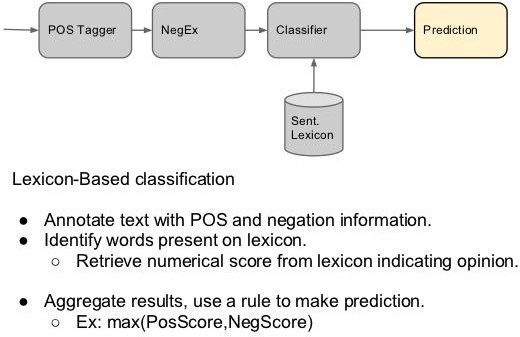 POS Tagger
NegEx
Classifier
Prediction
Sent.
Lexicon
Lexicon-Based classification
● Annotate text with POS and negation information.
● Identify words present on lexicon.
○ Retrieve numerical score from lexicon indicating opinion.
● Aggregate results, use a rule to make prediction.
○ Ex: max(PosScore,NegScore)